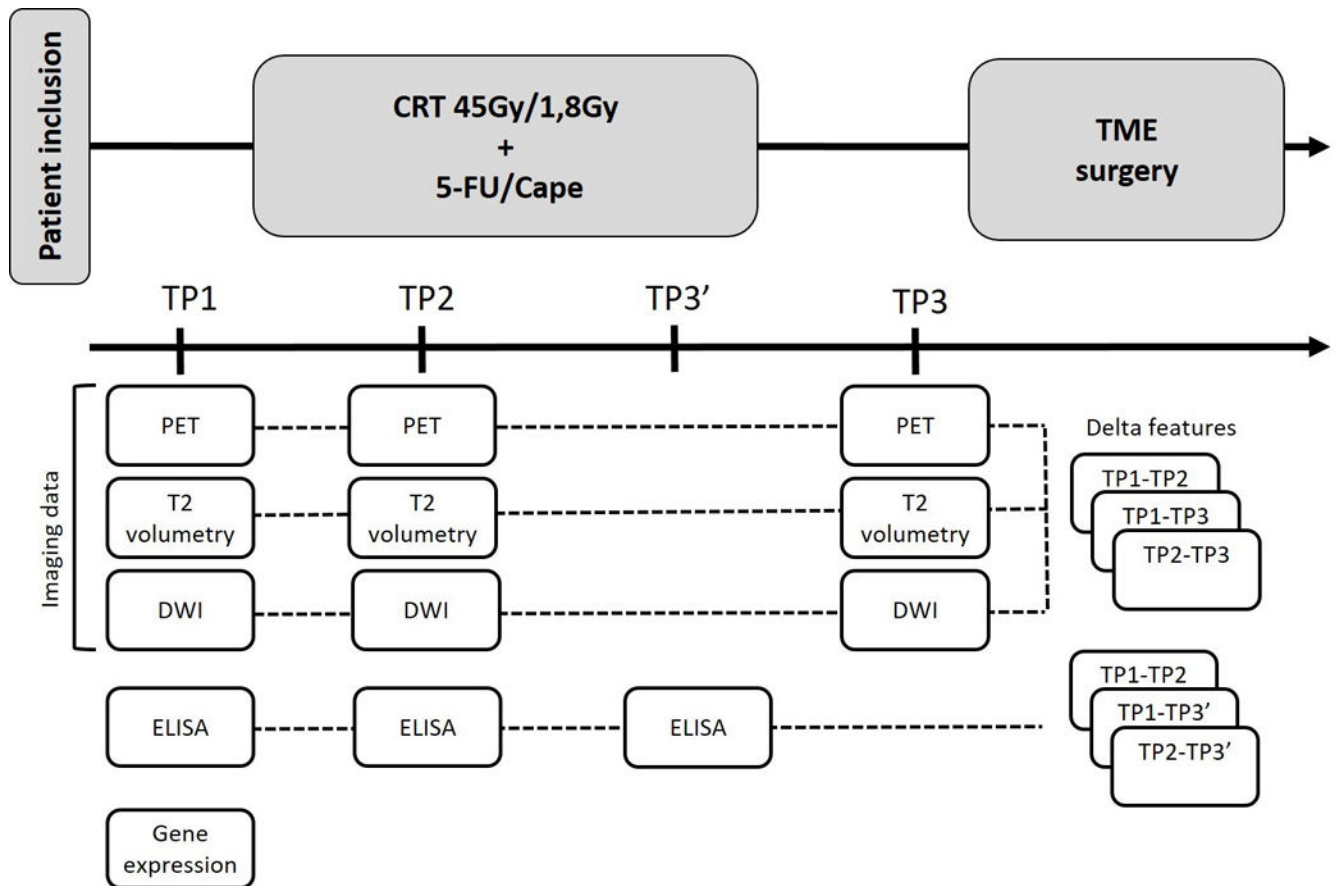 Patient inclusion
CRT 45Gy/1,8Gy
+
5-FU/Cape
TME
surgery
TP1
TP2
TP3’
TP3
Imaging data
PET
PET
PET
T2
volumetry
T2
volumetry
T2
volumetry
DWI
DWI
DWI
Delta features
TP1-TP2
TP1-TP3
TP2-TP3
ELISA
ELISA
ELISA
TP1-TP2
TP1-TP3’
TP2-TP3’
Gene
expression